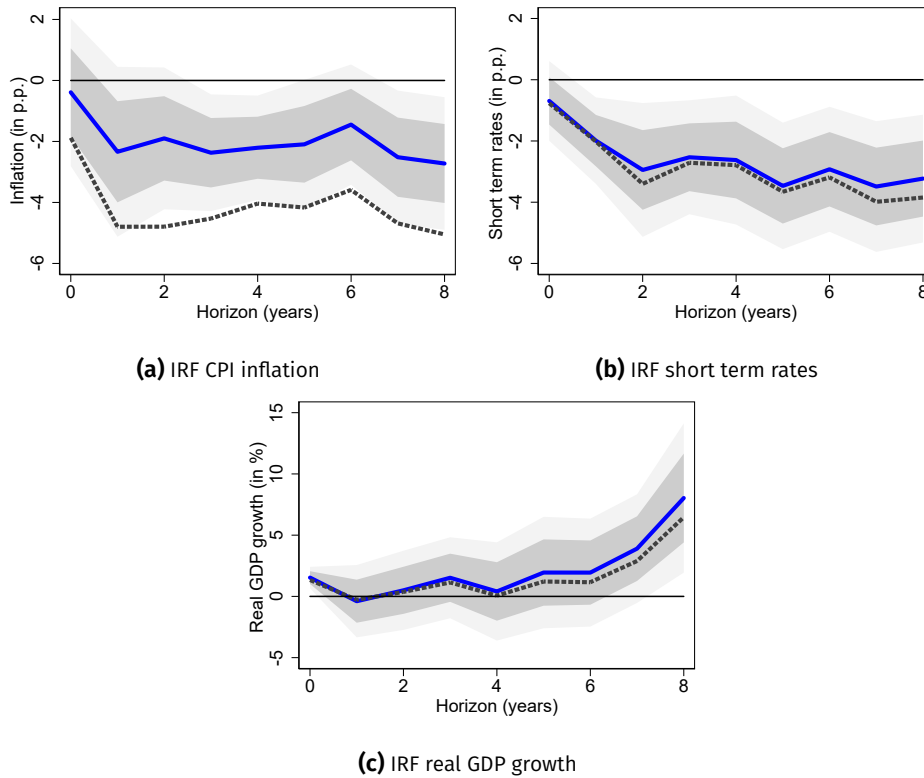 2
0
-2
-4
-6
Inflation (in p.p.)
0 2 4 6 8
Horizon (years)
(a) IRF CPI inflation
2
0
-2
-4
-6
Short term rates (in p.p.)
0 2 4 6 8
Horizon (years)
(b) IRF short term rates
15
10
5
0
-5
Real GDP growth (in %)
0 2 4 6 8
Horizon (years)
(c) IRF real GDP growth